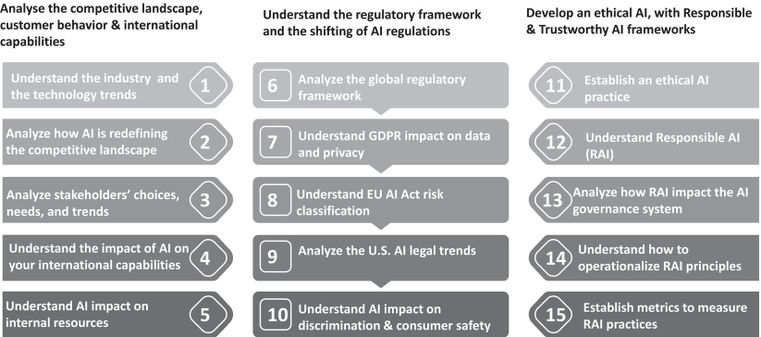 Analyse the competitive landscape,
customer behavior & international
capabilities
Understand the industry and
the technology trends
1
Analyze how AI is redefining
the competitive landscape
2
Analyze stakeholders' choices,
needs, and trends
3
Understand the impact of AI on
your international capabilities
4
Understand AI impact on
internal resources
5
Understand the regulatory framework
and the shifting of AI regulations
6
Analyze the global regulatory
framework
7
Understand GDPR impact on data
and privacy
8
Understand EU AI Act risk
classification
9
Analyze the U.S. AI legal trends
10
Understand AI impact on
discrimination & consumer safety
Develop an ethical AI, with Responsible
& Trustworthy AI frameworks
11
Establish an ethical AI
practice
12
Understand Responsible AI
(RAI)
13
Analyze how RAI impact the AI
governance system
14
Understand how to
operationalize RAI principles
15
Establish metrics to measure
RAI practices